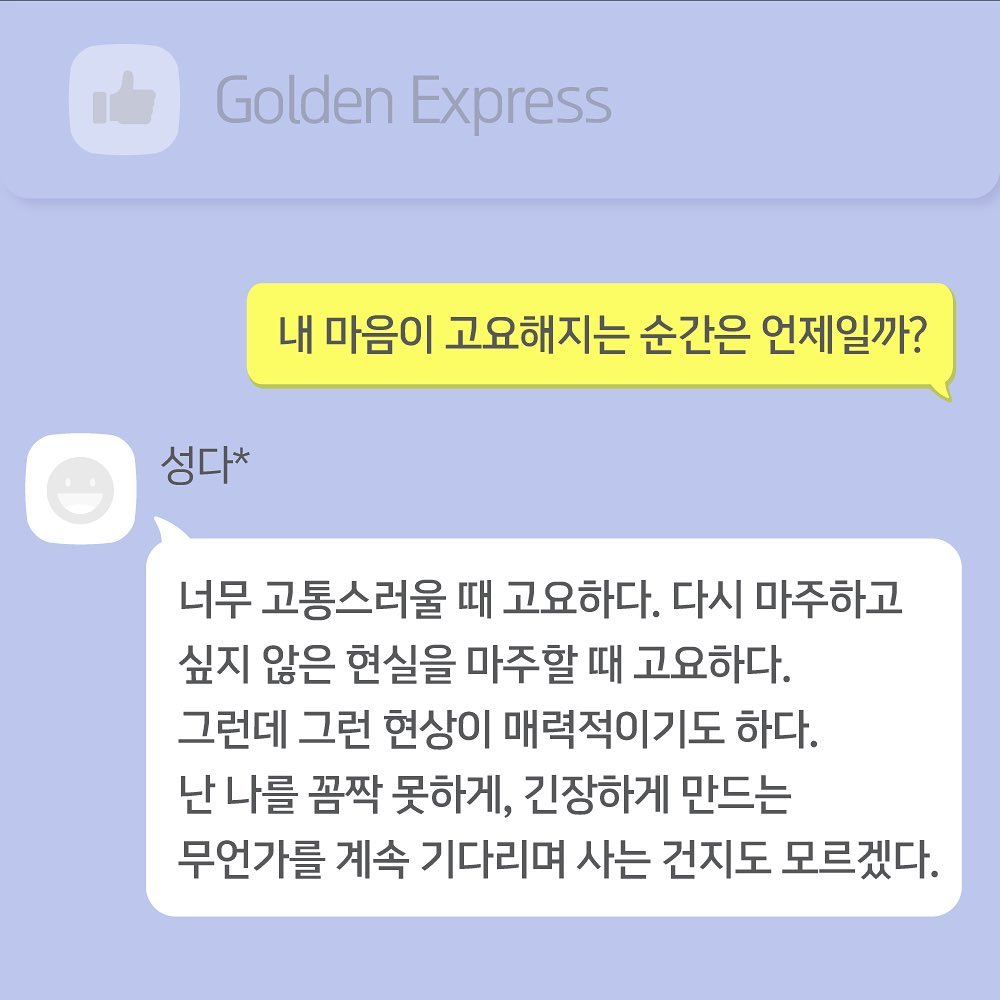 Golden Express
내 마음이 고요해지는 순간은 언제일까?
성다*
너무 고통스러울 때 고요하다. 다시 마주하고
싶지 않은 현실을 마주할 때 고요하다.
그런데 그런 현상이 매력적이기도 하다.
난 나를 꼼짝 못하게, 긴장하게 만드는
무언가를 계속 기다리며 사는 건지도 모르겠다.